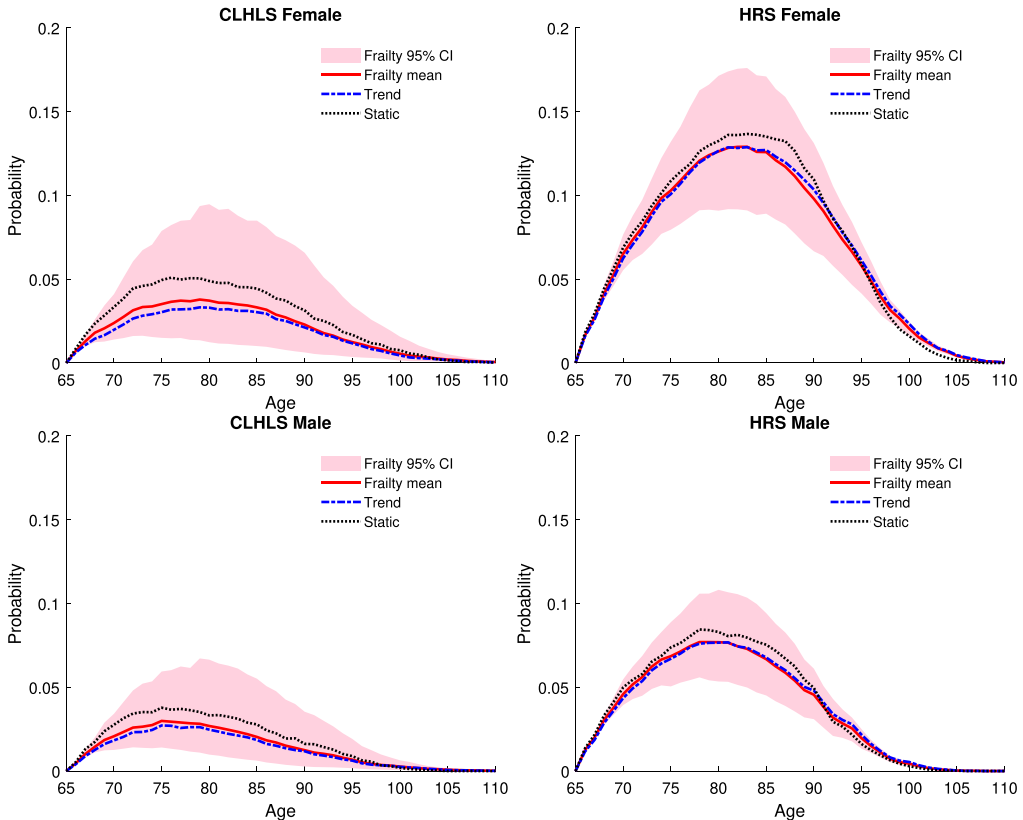 CLHLS Female
0.2
0.15
0.1
0.05
0
Probability
Frailty 95% CI
Frailty mean
Trend
Static
65 70 75 80 85 90 95 100 105 110
Age
HRS Female
0.2
0.15
0.1
0.05
0
Probability
Frailty 95% CI
Frailty mean
Trend
Static
65 70 75 80 85 90 95 100 105 110
Age
CLHLS Male
0.2
0.15
0.1
0.05
0
Probability
Frailty 95% CI
Frailty mean
Trend
Static
65 70 75 80 85 90 95 100 105 110
Age
HRS Male
0.2
0.15
0.1
0.05
0
Probability
Frailty 95% CI
Frailty mean
Trend
Static
65 70 75 80 85 90 95 100 105 110
Age